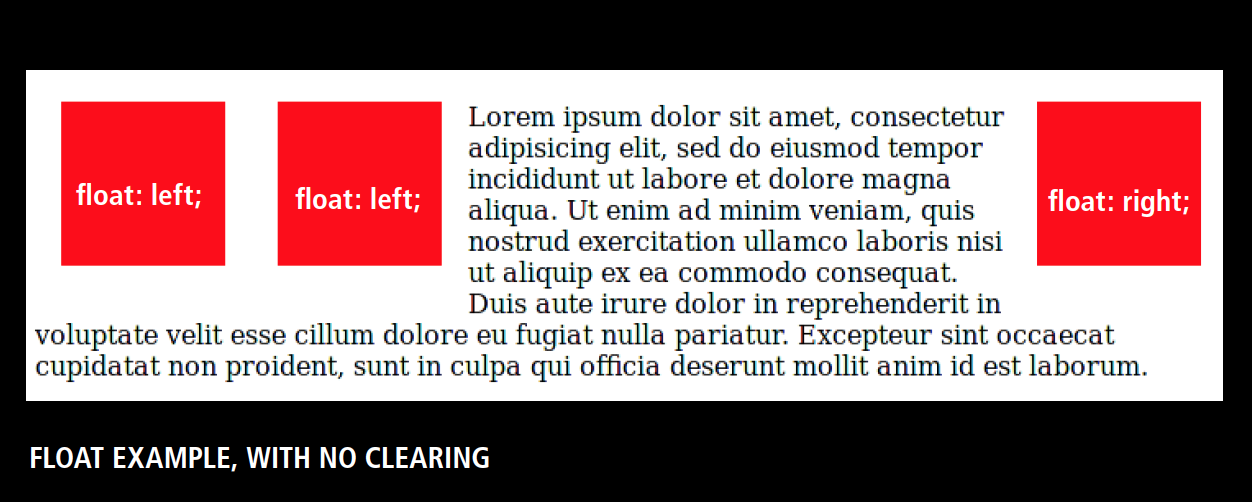 float: left;
float: left;
Lorem ipsum dolor sit amet, consectetur
adipisicing elit, sed do eiusmod tempor
incididunt ut labore et dolore magna
aliqua. Ut enim ad minim veniam, quis
nostrud exercitation ullamco laboris nisi
ut aliquip ex ea commodo consequat.
Duis aute irure dolor in reprehenderit in
voluptate velit esse cillum dolore eu fugiat nulla pariatur. Excepteur sint occaecat
cupidatat non proident, sunt in culpa qui officia deserunt mollit anim id est laborum.
float: right;
FLOAT EXAMPLE, WITH NO CLEARING